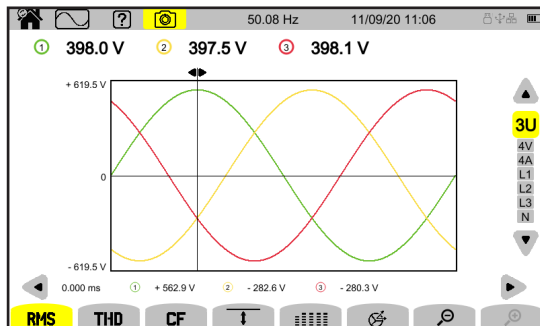 ? 50.08 Hz 11/09/20 11:06
1 398.0 V 2 397.5 V 3 398.1 V
+ 619.5 V
0
- 619.5 V
3U
4V
4A
L1
L2
L3
N
0.000 ms 1 + 562.9 V 2 - 282.6 V 3 - 280.3 V
RMS THD CF